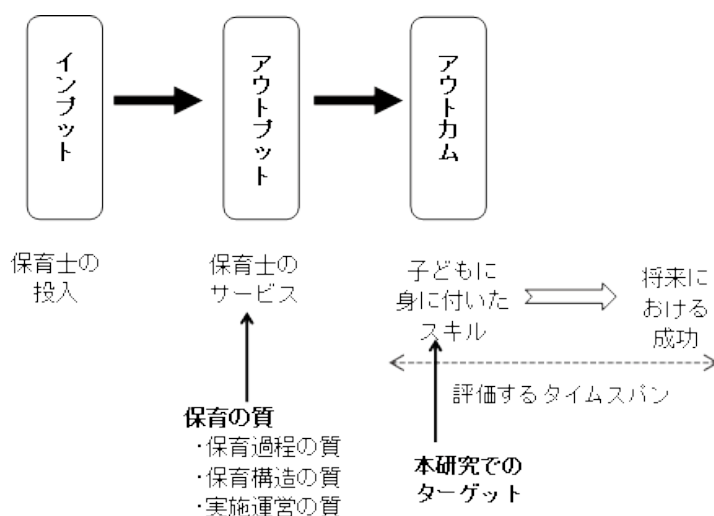 インプット
アウトプット
アウトカム
保育士の
投入
保育士の
サービス
子どもに
身に付いた
スキル
将来に
おける
成功
評価するタイムスパン
保育の質
・保育過程の質
・保育構造の質
・実施運営の質
本研究での
ターゲット